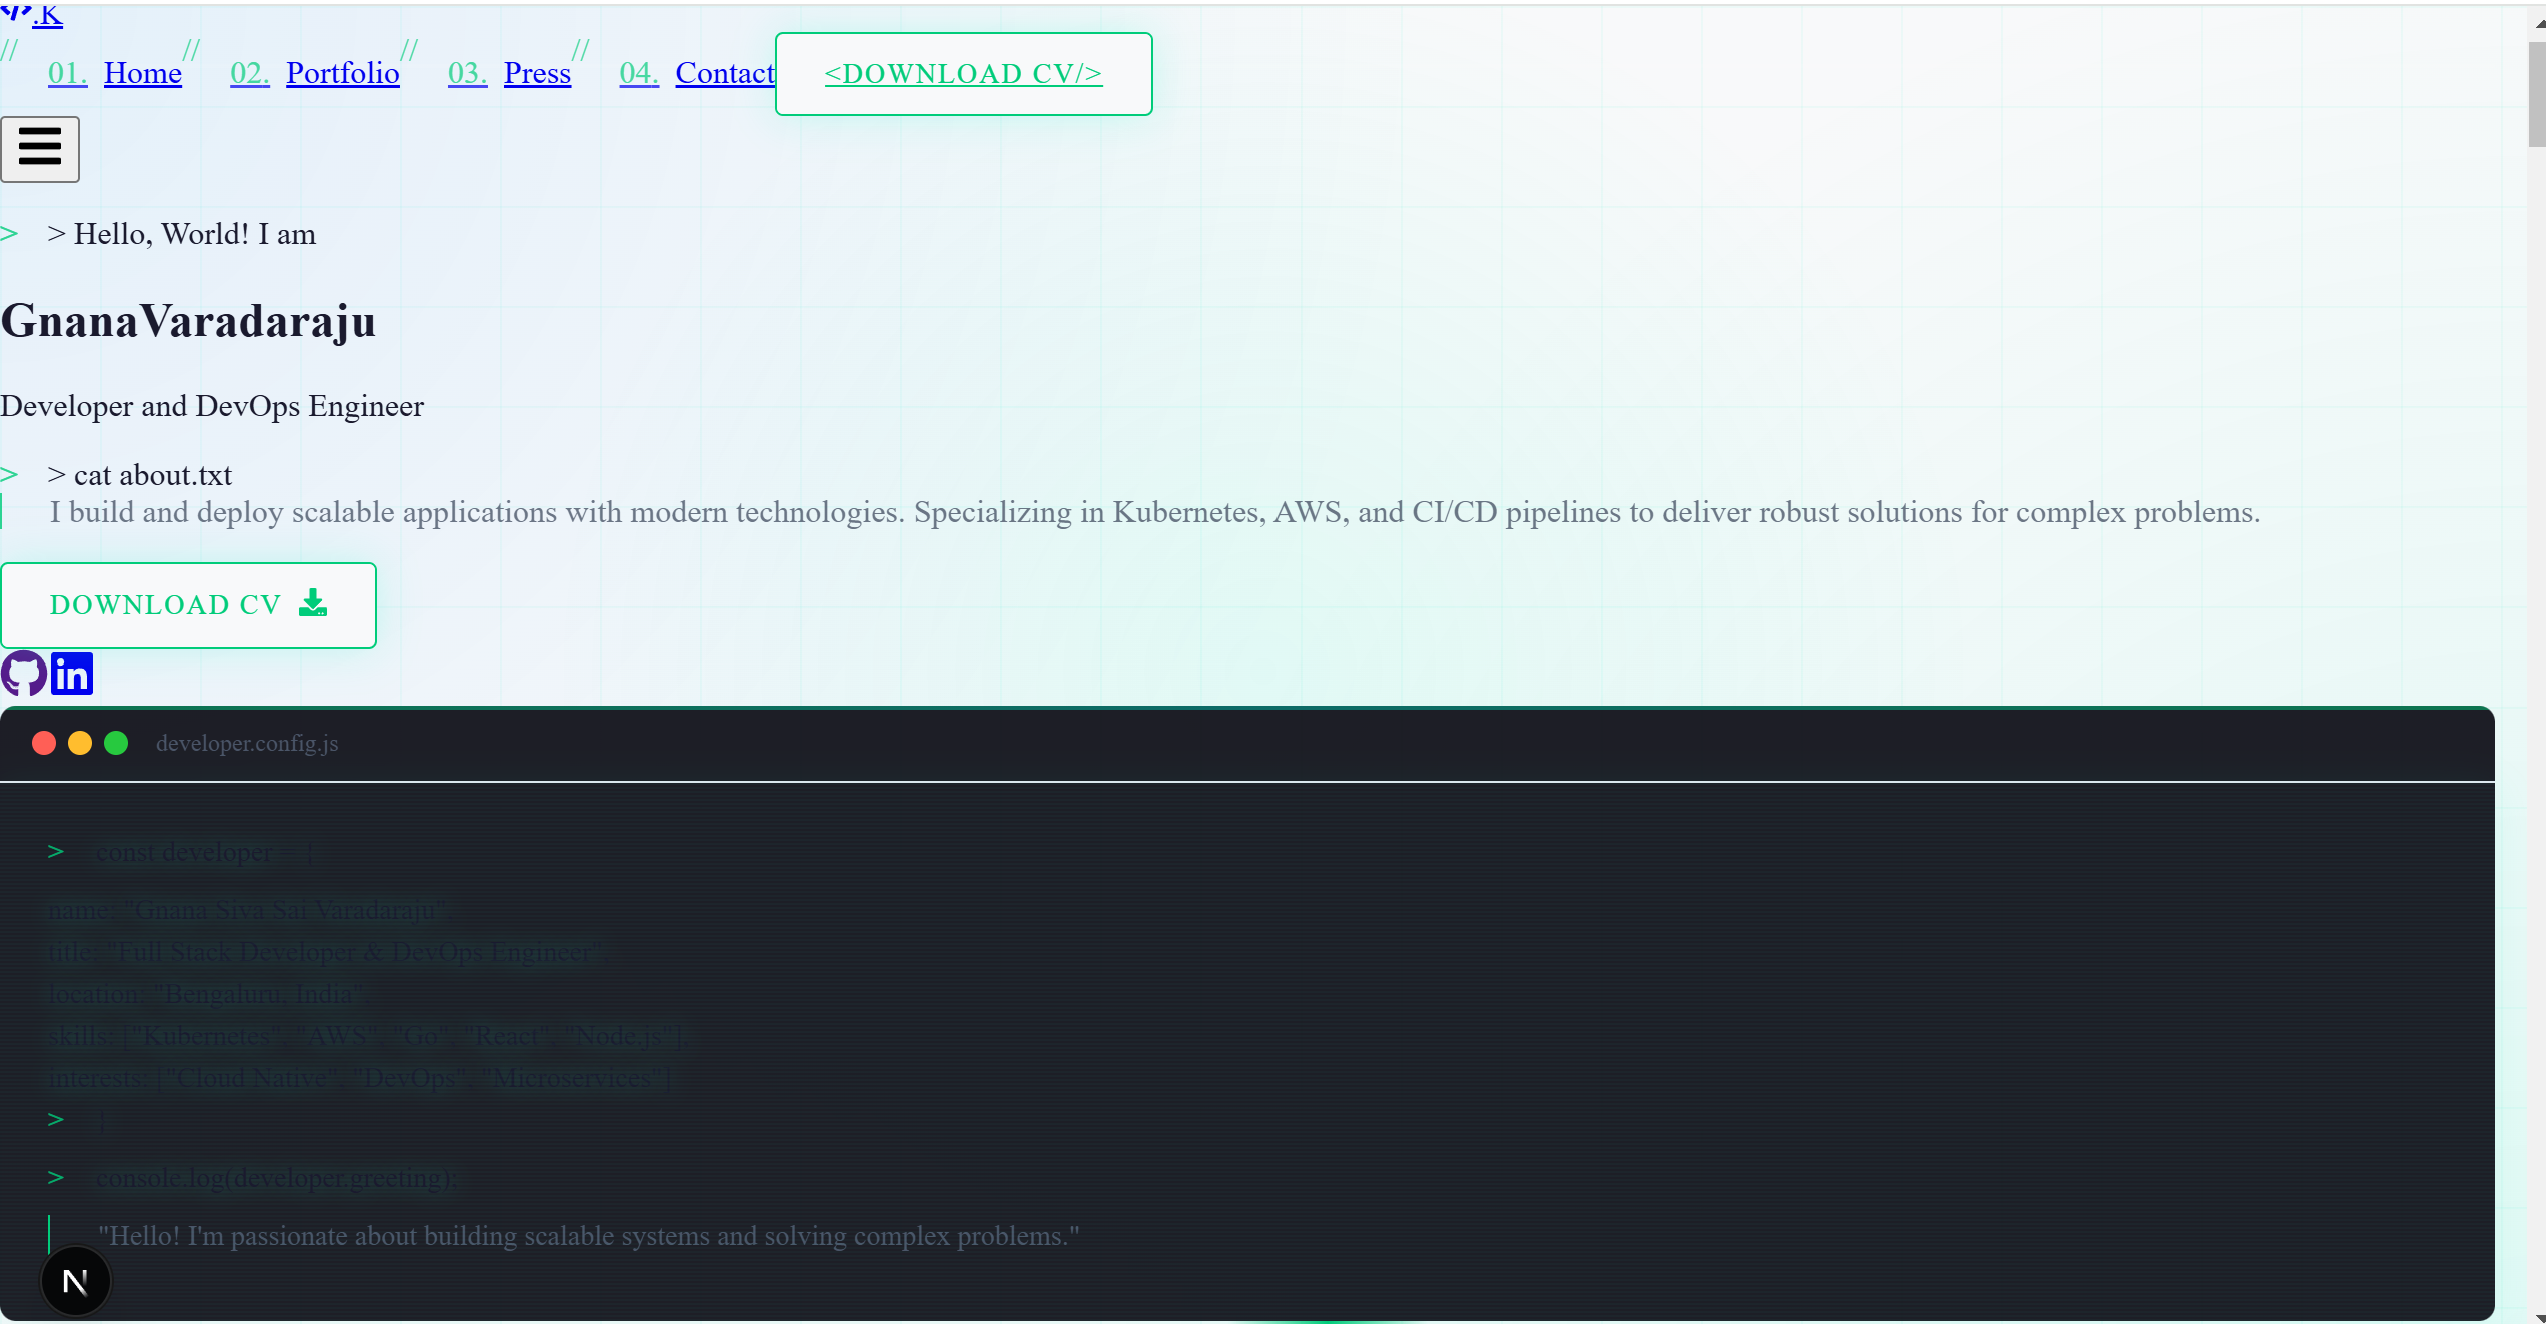 </>.K
// 01. Home // 02. Portfolio // 03. Press // 04. Contact <DOWNLOAD CV/>
> > Hello, World! I am
GnanaVaradaraju
Developer and DevOps Engineer
> > cat about.txt
I build and deploy scalable applications with modern technologies. Specializing in Kubernetes, AWS, and CI/CD pipelines to deliver robust solutions for complex problems.
DOWNLOAD CV
in
developer.config.js
> const developer = {
name: "Gnana Siva Sai Varadaraju",
title: "Full Stack Developer & DevOps Engineer",
location: "Bengaluru, India",
skills: ["Kubernetes", "AWS", "Go", "React", "Node.js"],
interests: ["Cloud Native", "DevOps", "Microservices"]
> }
> console.log(developer.greeting);
"Hello! I'm passionate about building scalable systems and solving complex problems."
N